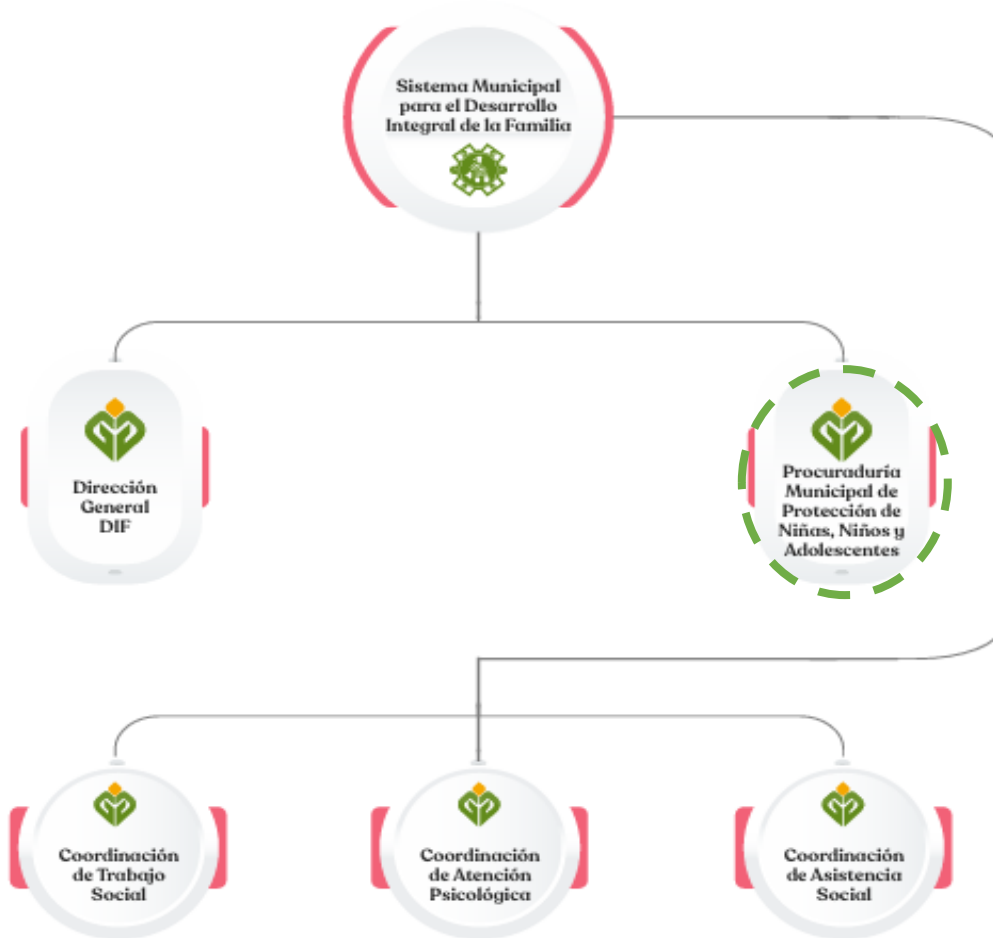 Sistema Municipal
para el Desarrollo
Integral de la Familia
Dirección
General
DIF
Procuraduría
Municipal de
Protección de
Niñas, Niños y
Adolescentes
Coordinación
de Trabajo
Social
Coordinación
de Atención
Psicológica
Coordinación
de Asistencia
Social